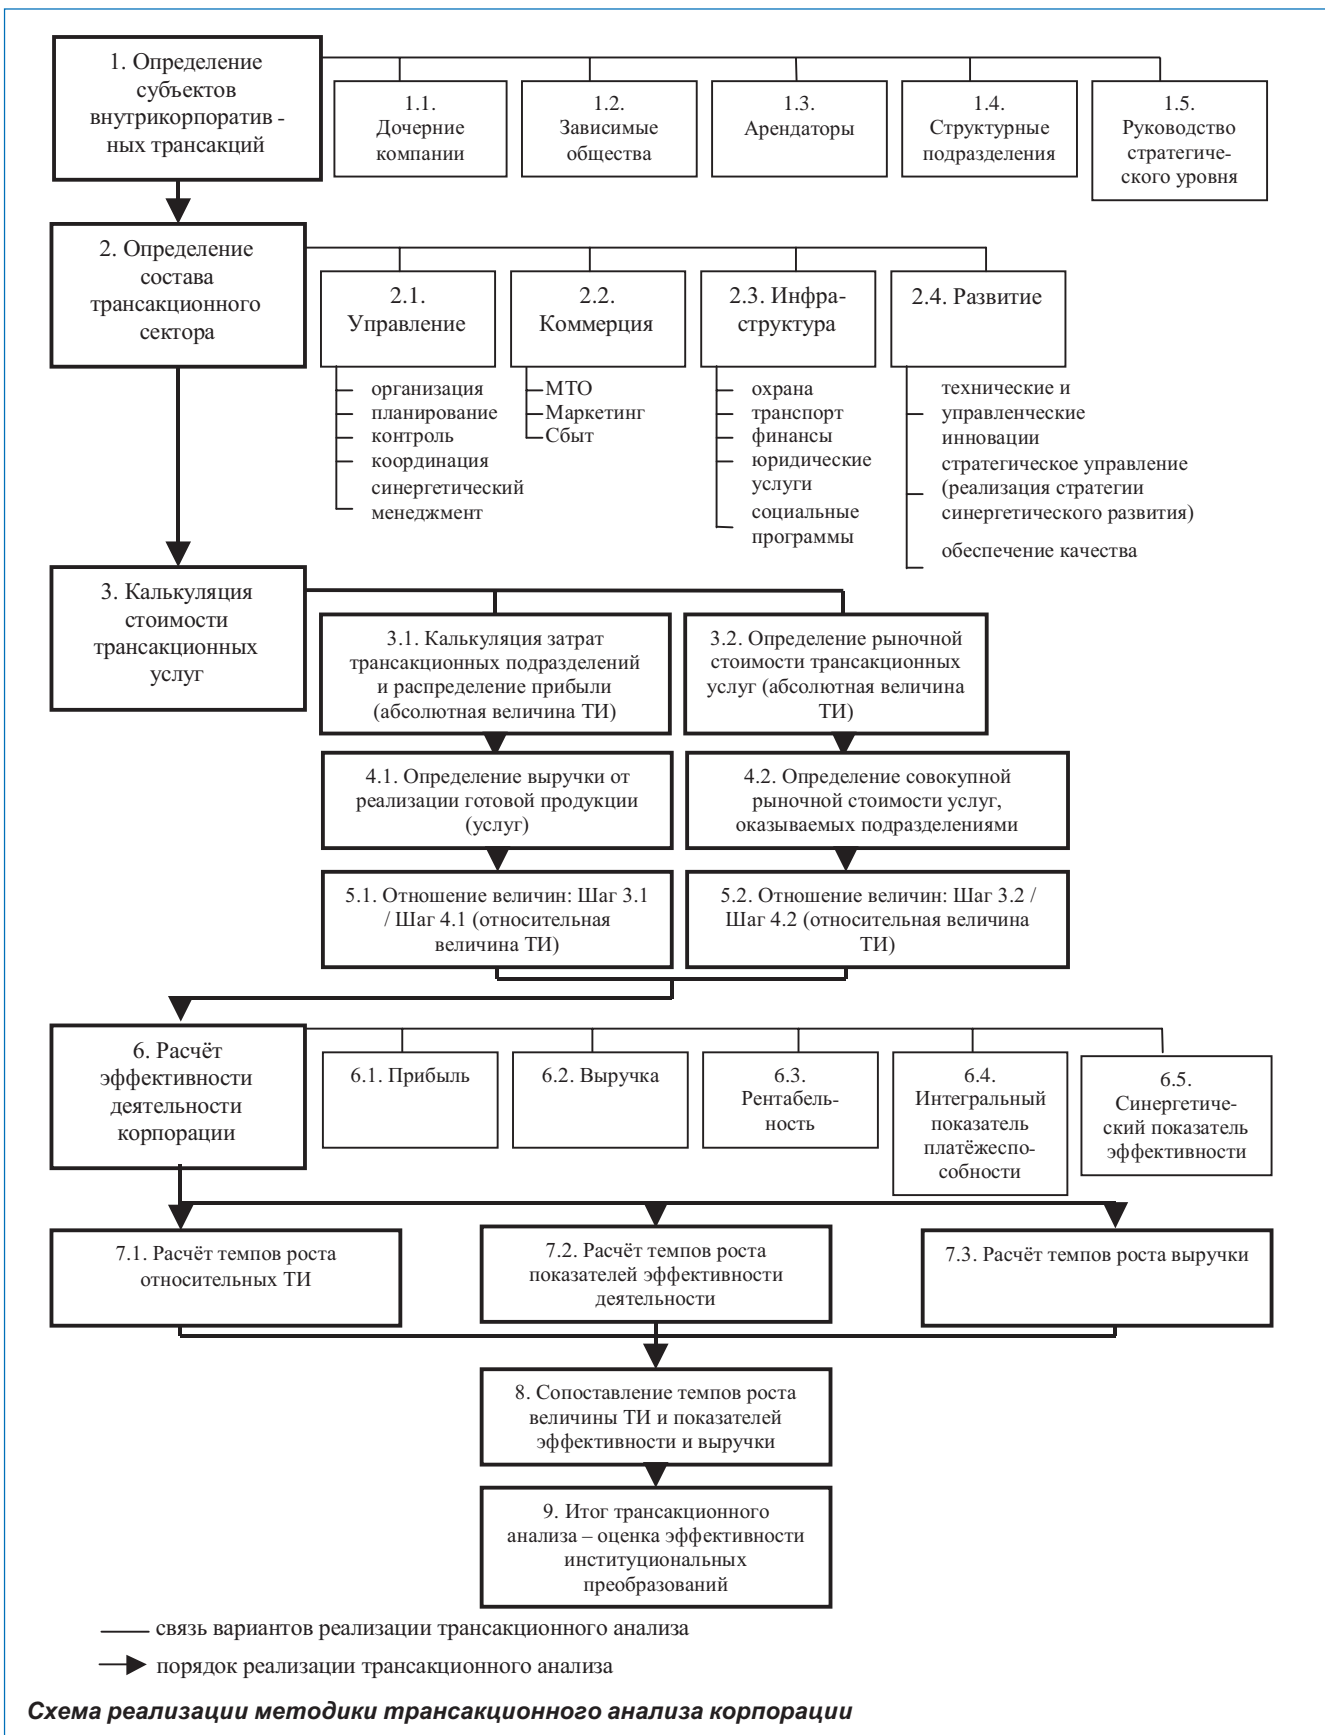 1. Определение
субъектов
внутрикорпоратив -
ных трансакций
1.1.
Дочерние
компании
1.2.
Зависимые
общества
1.3.
Арендаторы
1.4.
Структурные
подразделения
1.5.
Руководство
стратегиче-
ского уровня
2. Определение
состава
трансакционного
сектора
2.1.
Управление
2.2.
Коммерция
2.3. Инфра-
структура
2.4. Развитие
организация
планирование
контроль
координация
синергетический
менеджмент
МТО
Маркетинг
Сбыт
охрана
транспорт
финансы
юридические
услуги
социальные
программы
технические и
управленческие
инновации
стратегическое управление
(реализация стратегии
синергетического развития)
обеспечение качества
3. Калькуляция
стоимости
трансакционных
услуг
3.1. Калькуляция затрат
трансакционных подразделений
и распределение прибыли
(абсолютная величина ТИ)
3.2. Определение рыночной
стоимости трансакционных
услуг (абсолютная величина
ТИ)
4.1. Определение выручки от
реализации готовой продукции
(услуг)
4.2. Определение совокупной
рыночной стоимости услуг,
оказываемых подразделениями
5.1. Отношение величин: Шаг 3.1
/ Шаг 4.1 (относительная
величина ТИ)
5.2. Отношение величин: Шаг 3.2 /
Шаг 4.2 (относительная величина
ТИ)
6. Расчёт
эффективности
деятельности
корпорации
6.1. Прибыль
6.2. Выручка
6.3.
Рентабель-
ность
6.4.
Интегральный
показатель
платёжеспо-
собности
6.5.
Синергетиче-
ский показатель
эффективности
7.1. Расчёт темпов роста
относительных ТИ
7.2. Расчёт темпов роста
показателей эффективности
деятельности
7.3. Расчёт темпов роста выручки
8. Сопоставление темпов роста
величины ТИ и показателей
эффективности и выручки
9. Итог трансакционного
анализа – оценка эффективности
институциональных
преобразований
связь вариантов реализации трансакционного анализа
порядок реализации трансакционного анализа
Схема реализации методики трансакционного анализа корпорации